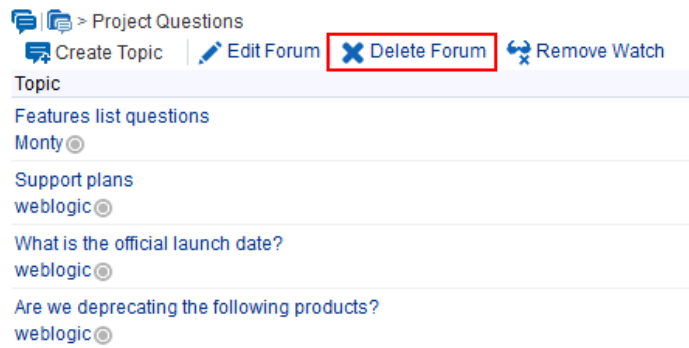 > Project Questions
Create Topic Edit Forum Delete Forum Remove Watch
Topic
Features list questions
Monty
Support plans
weblogic
What is the official launch date?
weblogic
Are we deprecating the following products?
weblogic